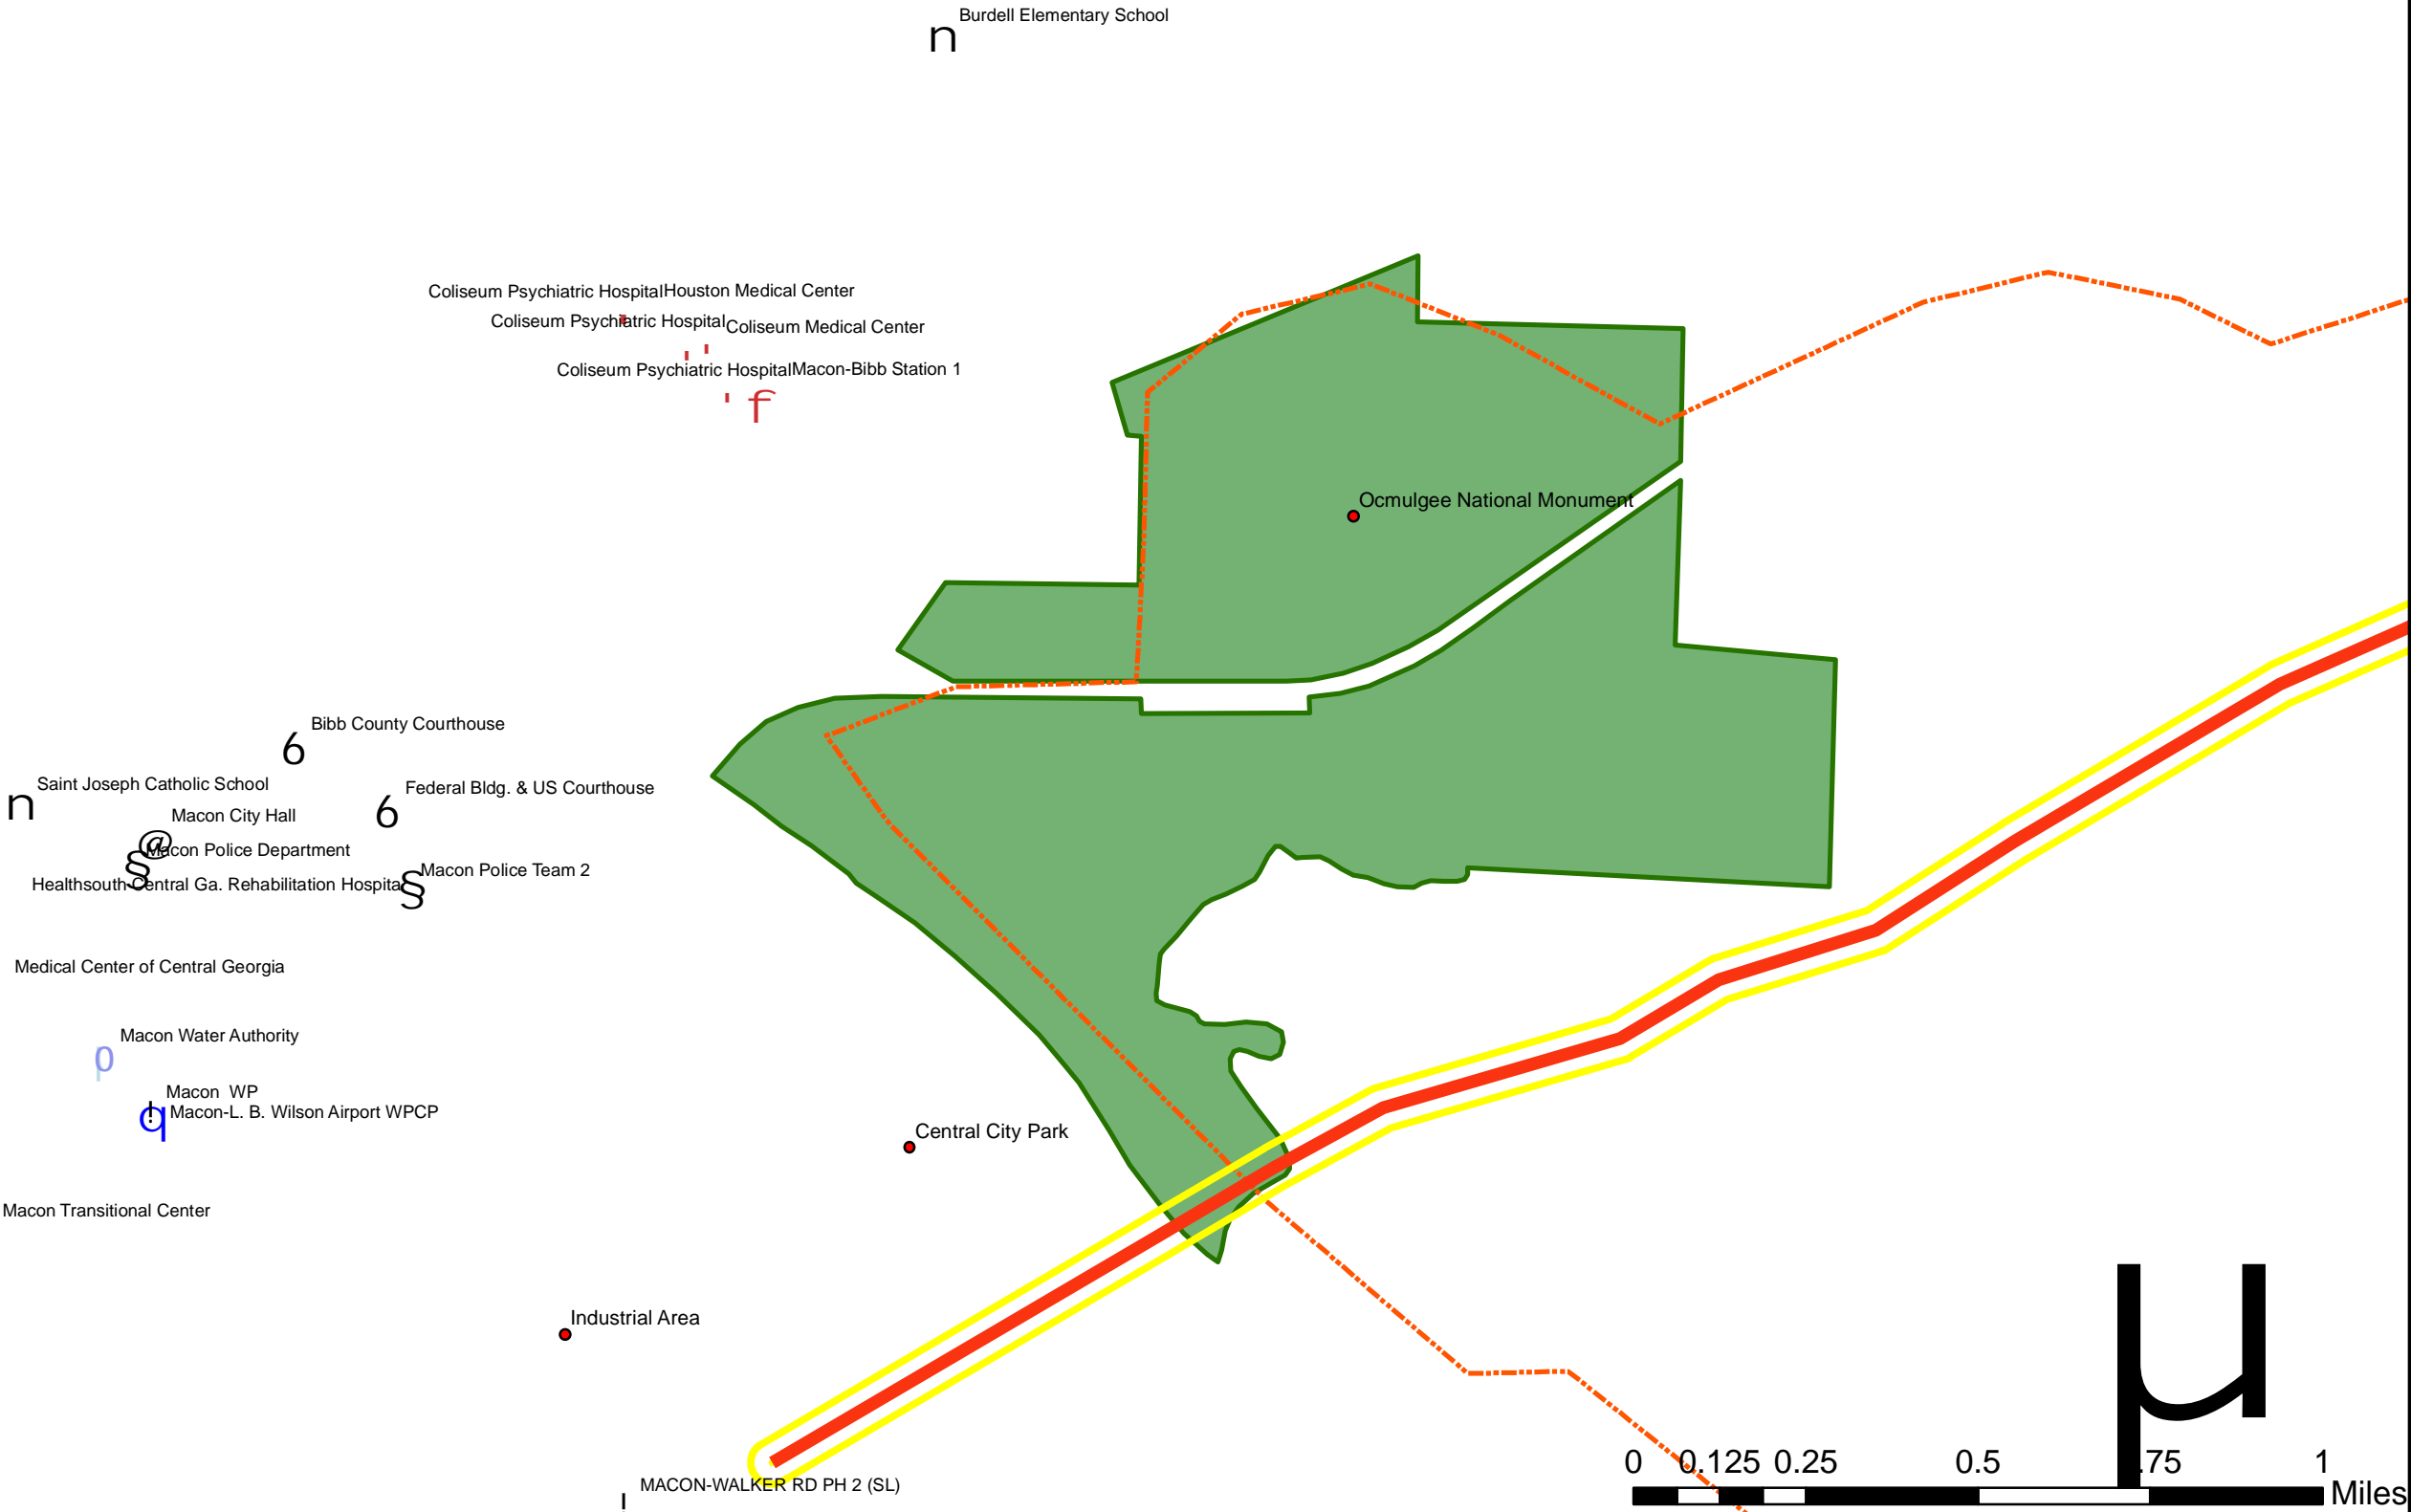 Burdell Elementary School
n
Coliseum Psychiatric Hospital
Houston Medical Center
Coliseum Psychiatric Hospital
Coliseum Medical Center
Coliseum Psychiatric Hospital
Macon-Bibb Station 1
' f
Ocmulgee National Monument
Bibb County Courthouse
6
Saint Joseph Catholic School
n
Federal Bldg. & US Courthouse
6
Macon City Hall
@
Macon Police Department
§
Macon Police Team 2
§
Healthsouth Central Ga. Rehabilitation Hospital
Medical Center of Central Georgia
Macon Water Authority
p
Macon  WP
q
Macon-L. B. Wilson Airport WPCP
Central City Park
Macon Transitional Center
Industrial Area
MACON-WALKER RD PH 2 (SL)
µ
0 0.125 0.25 0.5 .75 1
Miles